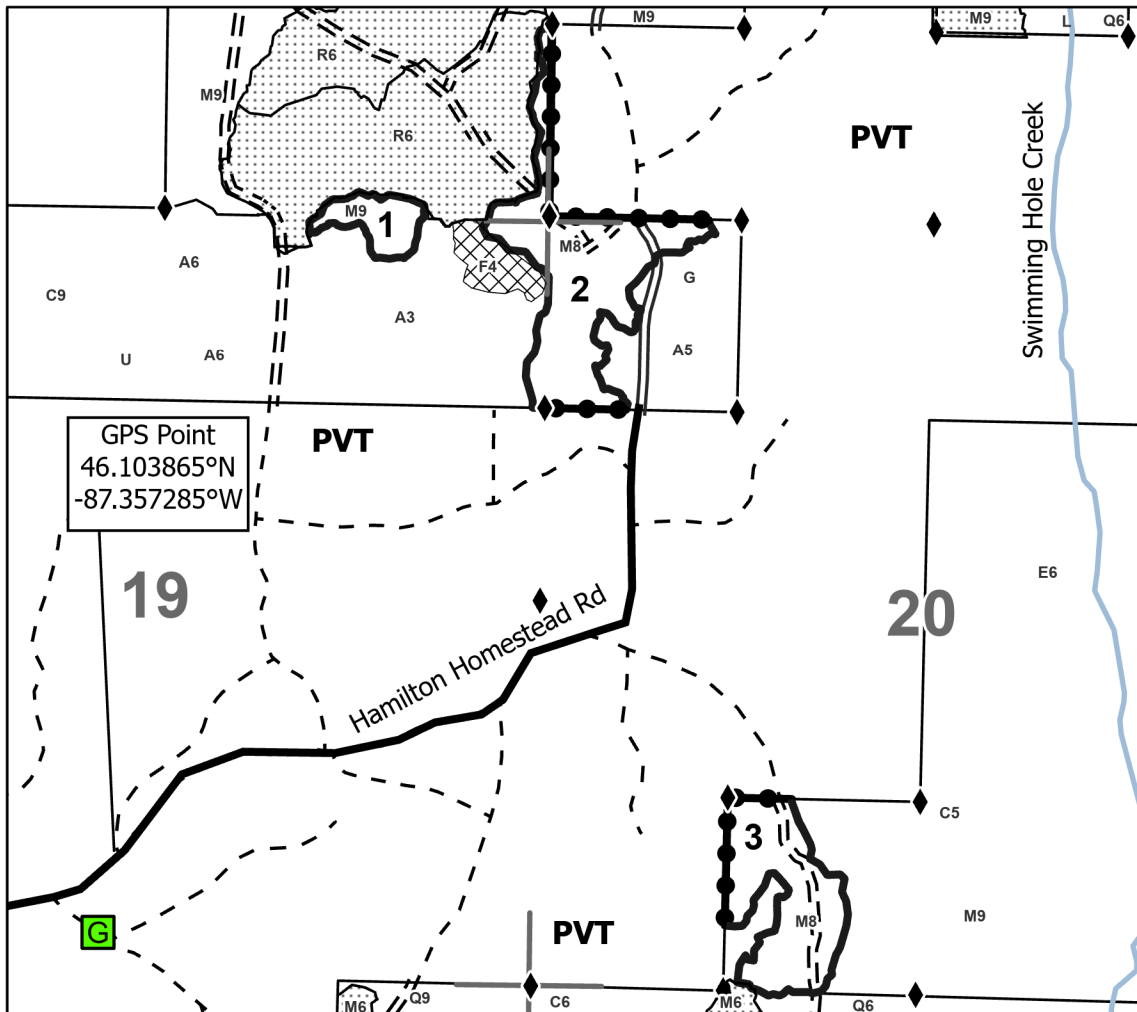 M9
M9
L
Q6
R6
M9
R6
PVT
Swimming Hole Creek
M9
1
M8
A6
F4
G
C9
2
A3
U
A6
A5
GPS Point
46.103865°N
-87.357285°W
PVT
E6
19
20
Hamilton Homestead Rd
C5
3
M9
M8
G
PVT
M6
Q9
C6
M6
Q6